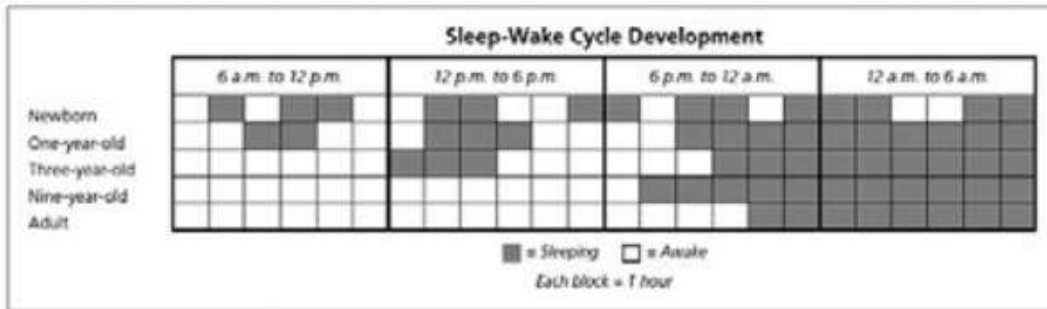 Sleep-Wake Cycle Development
6 a.m. to 12 p.m. 12 p.m. to 6 p.m. 6 p.m. to 12 a.m. 12 a.m. to 6 a.m.
Newborn
One-year-old
Three-year-old
Nine-year-old
Adult
= Sleeping = Awake
Each block = 1 hour